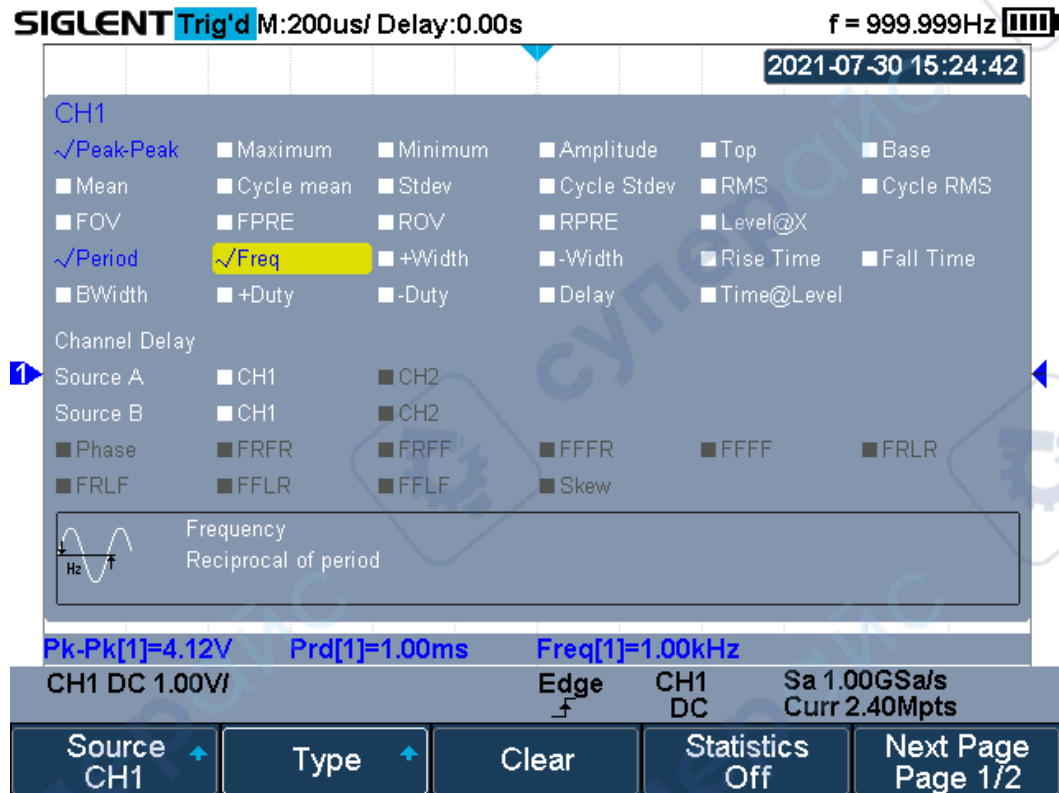 SIGLENT Trig'd M:200us/ Delay:0.00s f = 999.999Hz
2021-07-30 15:24:42
CH1
Peak-Peak Maximum Minimum Amplitude Top Base
Mean Cycle mean Stdev Cycle Stdev RMS Cycle RMS
FOV FPRE ROV RPRE Level@X
Period Freq +Width -Width Rise Time Fall Time
BWidth +Duty -Duty Delay Time@Level
Channel Delay
1 Source A CH1 CH2
Source B CH1 CH2
Phase FRFR FRFF FFFR FFFF FRLR
FRLF FFLR FFLF Skew
Frequency
Hz Reciprocal of period
Pk-Pk[1]=4.12V Prd[1]=1.00ms Freq[1]=1.00kHz
CH1 DC 1.00V/ Edge CH1 Sa 1.00GSa/s
DC Curr 2.40Mpts
Source Type Clear Statistics Next Page
CH1 Off Page 1/2
суперайс